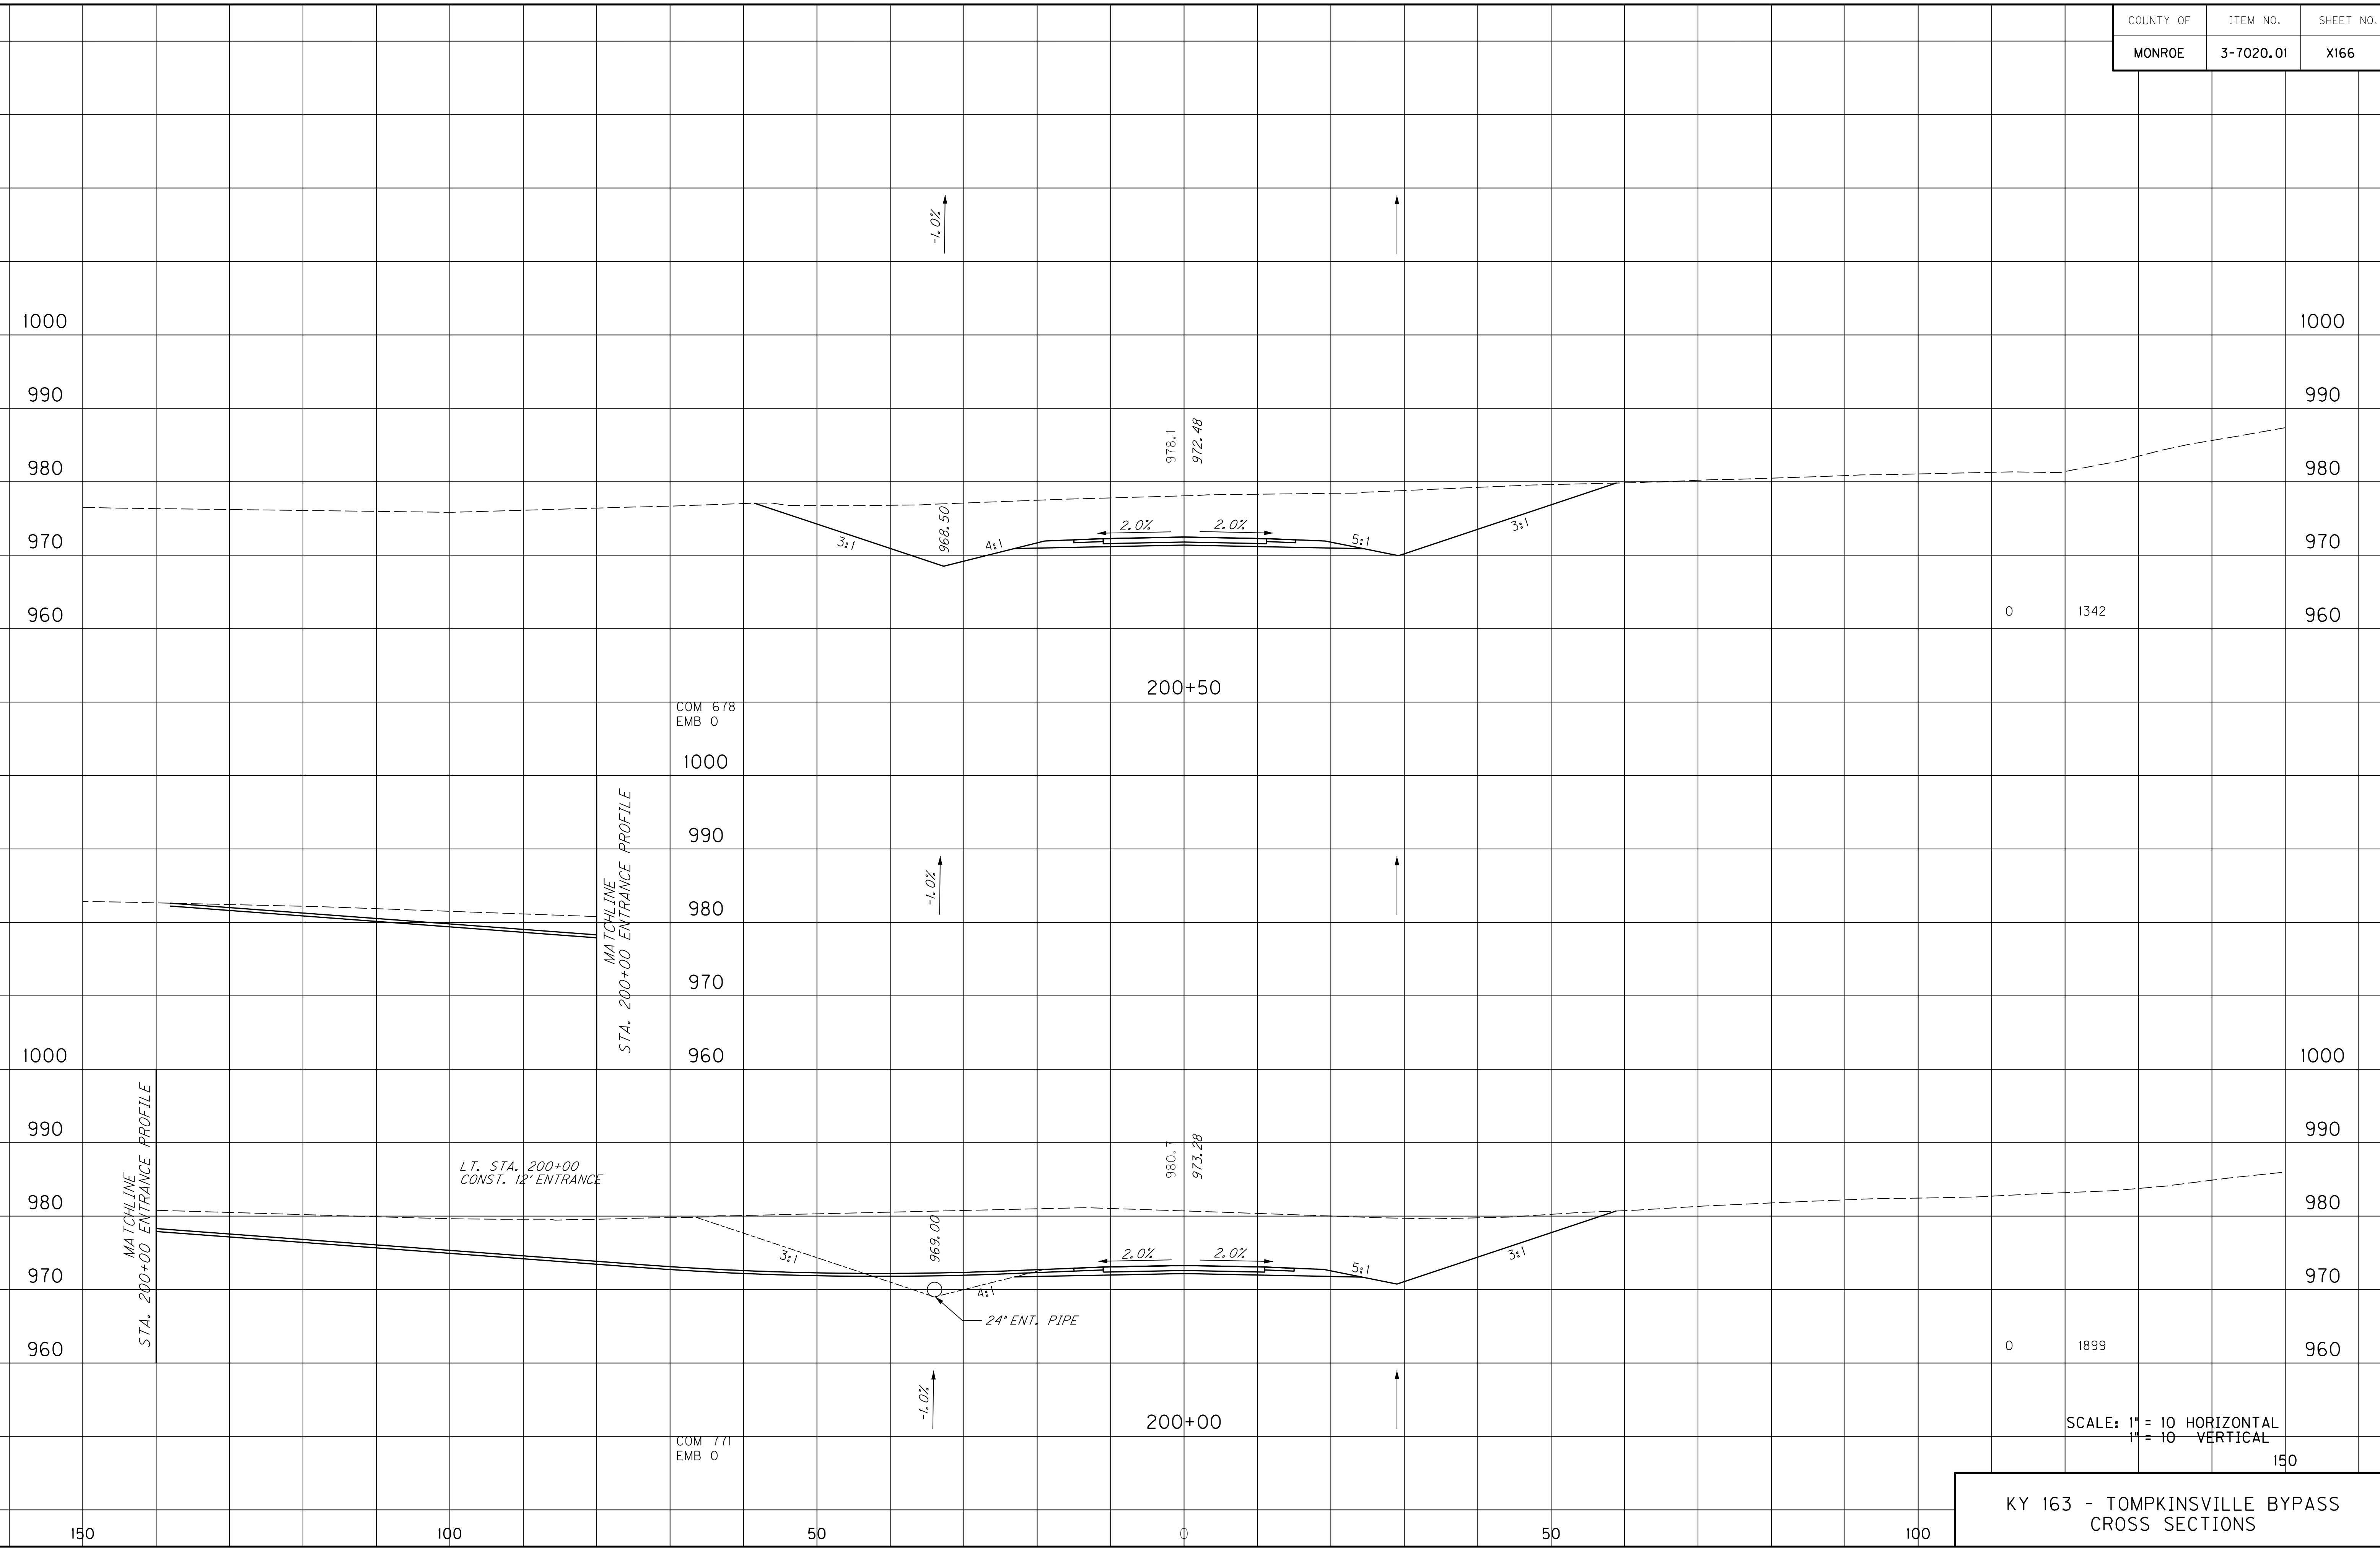 COUNTY OF ITEM NO. SHEET NO.
MONROE 3-7020.01 X166
-1.0%
1000 1000
990 990
978.1
972.48
980 980
968.50
2.0% 2.0%
3:1
3:1 4:1 5:1
970 970
960 0 1342 960
200+50
COM 678
EMB 0
1000
990
980
970
960
MATCHLINE
STA. 200+00 ENTRANCE PROFILE
-1.0%
1000 1000
990 990
MATCHLINE
STA. 200+00 ENTRANCE PROFILE
LT. STA. 200+00
CONST. 12' ENTRANCE
980.7
973.28
980 980
969.00
2.0% 2.0%
3:1 3:1
5:1
4:1
970 970
24" ENT. PIPE
960 0 1899 960
-1.0%
200+00
COM 771
EMB 0
SCALE: 1" = 10 HORIZONTAL
1" = 10 VERTICAL
150
KY 163 - TOMPKINSVILLE BYPASS
CROSS SECTIONS
150 100 50 0 50 100